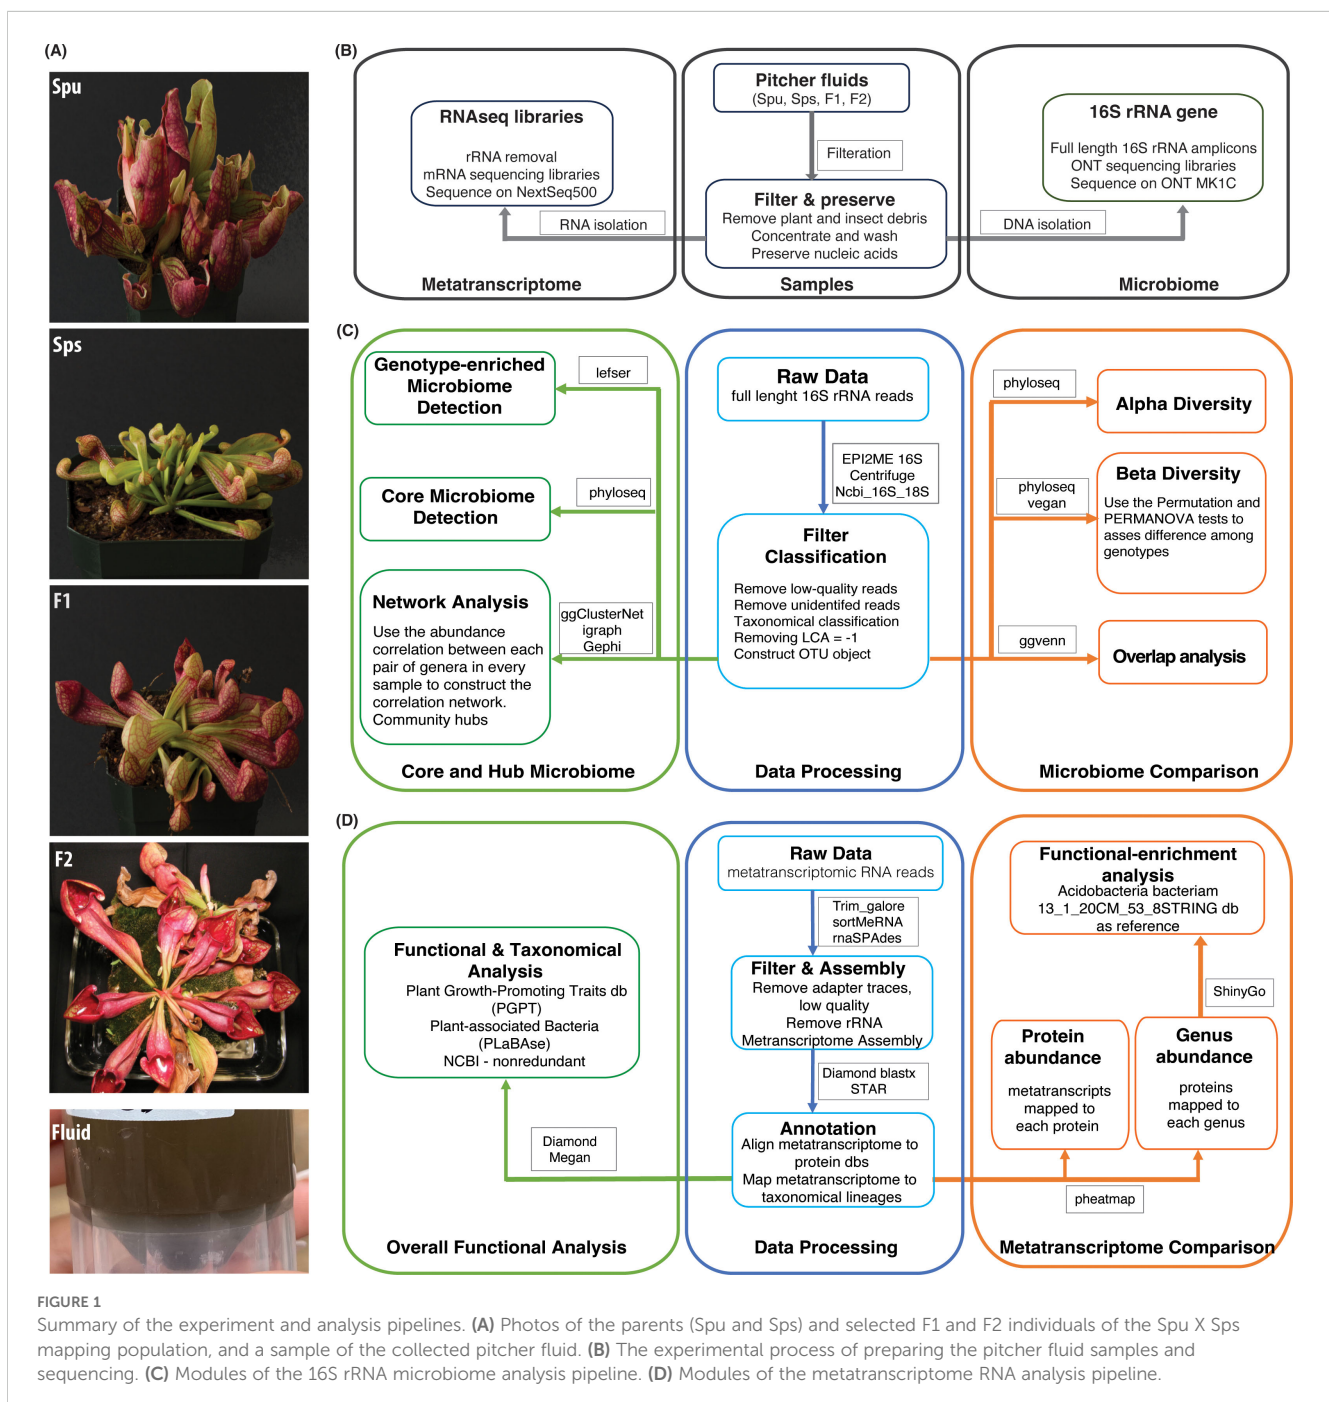 (A)
Spu
Sps
F1
F2
Fluid
(B)
RNAseq libraries
rRNA removal
mRNA sequencing libraries
Sequence on NextSeq500
RNA isolation
Metatranscriptome
Pitcher fluids
(Spu, Sps, F1, F2)
Filteration
Filter & preserve
Remove plant and insect debris
Concentrate and wash
Preserve nucleic acids
Samples
16S rRNA gene
Full length 16S rRNA amplicons
ONT sequencing libraries
Sequence on ONT MK1C
DNA isolation
Microbiome
(C)
Genotype-enriched
Microbiome
Detection
lefser
Core Microbiome
Detection
phyloseq
Network Analysis
Use the abundance
correlation between each
pair of genera in every
sample to construct the
correlation network.
Community hubs
ggClusterNet
igraph
Gephi
Core and Hub Microbiome
Raw Data
full lenght 16S rRNA reads
EPI2ME 16S
Centrifuge
Ncbi_16S_18S
Filter
Classification
Remove low-quality reads
Remove unidentifed reads
Taxonomical classification
Removing LCA = -1
Construct OTU object
Data Processing
phyloseq
Alpha Diversity
phyloseq
vegan
Beta Diversity
Use the Permutation and
PERMANOVA tests to
asses difference among
genotypes
ggvenn
Overlap analysis
Microbiome Comparison
(D)
Functional & Taxonomical
Analysis
Plant Growth-Promoting Traits db
(PGPT)
Plant-associated Bacteria
(PLaBAse)
NCBI - nonredundant
Diamond
Megan
Overall Functional Analysis
Raw Data
metatranscriptomic RNA reads
Trim_galore
sortMeRNA
rnaSPAdes
Filter & Assembly
Remove adapter traces,
low quality
Remove rRNA
Metranscriptome Assembly
Diamond blastx
STAR
Annotation
Align metatranscriptome to
protein dbs
Map metatranscriptome to
taxonomical lineages
Data Processing
Functional-enrichment
analysis
Acidobacteria bacteriam
13_1_20CM_53_8STRING db
as reference
ShinyGo
Protein
abundance
metatranscripts
mapped to
each protein
Genus
abundance
proteins
mapped to
each genus
pheatmap
Metatranscriptome Comparison
FIGURE 1
Summary of the experiment and analysis pipelines. (A) Photos of the parents (Spu and Sps) and selected F1 and F2 individuals of the Spu X Sps
mapping population, and a sample of the collected pitcher fluid. (B) The experimental process of preparing the pitcher fluid samples and
sequencing. (C) Modules of the 16S rRNA microbiome analysis pipeline. (D) Modules of the metatranscriptome RNA analysis pipeline.